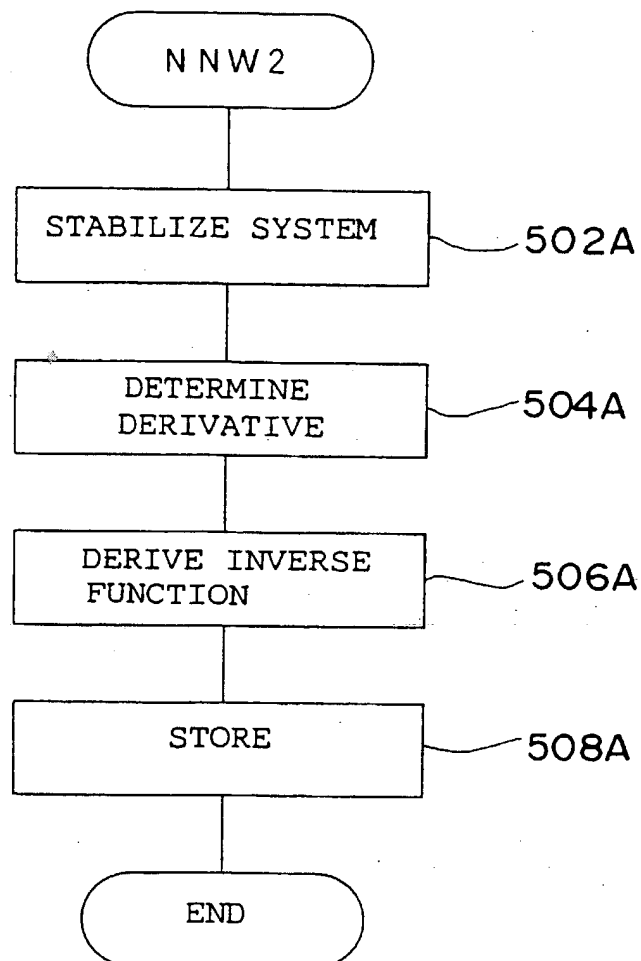 NNW2
STABILIZE SYSTEM
502A
DETERMINE
DERIVATIVE
504A
DERIVE INVERSE
FUNCTION
506A
STORE
508A
END